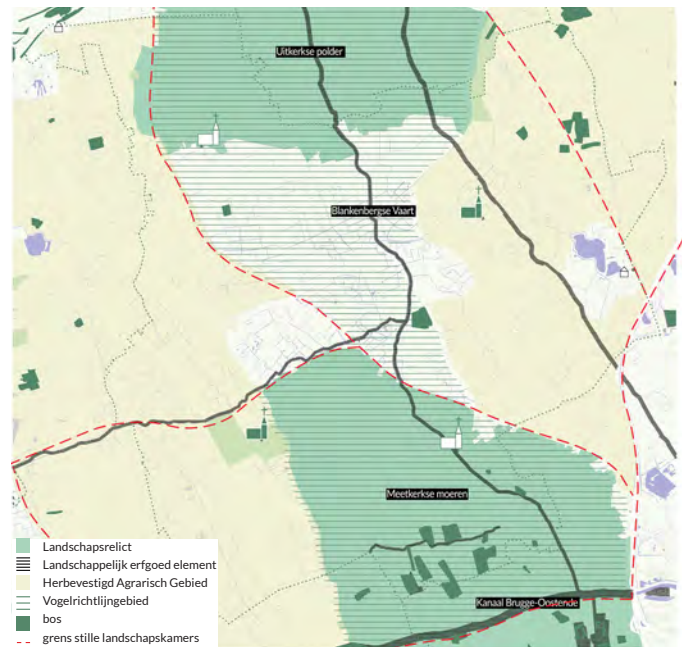 Uitkerkse polder
Blankenbergse Vaart
Meetkerkse moeren
Kanaal Brugge-Oostende
Landschapsrelict
Landschappelijk erfgoed element
Herbevestigd Agrarisch Gebied
Vogelrichtlijngebied
bos
grens stille landschapskamers